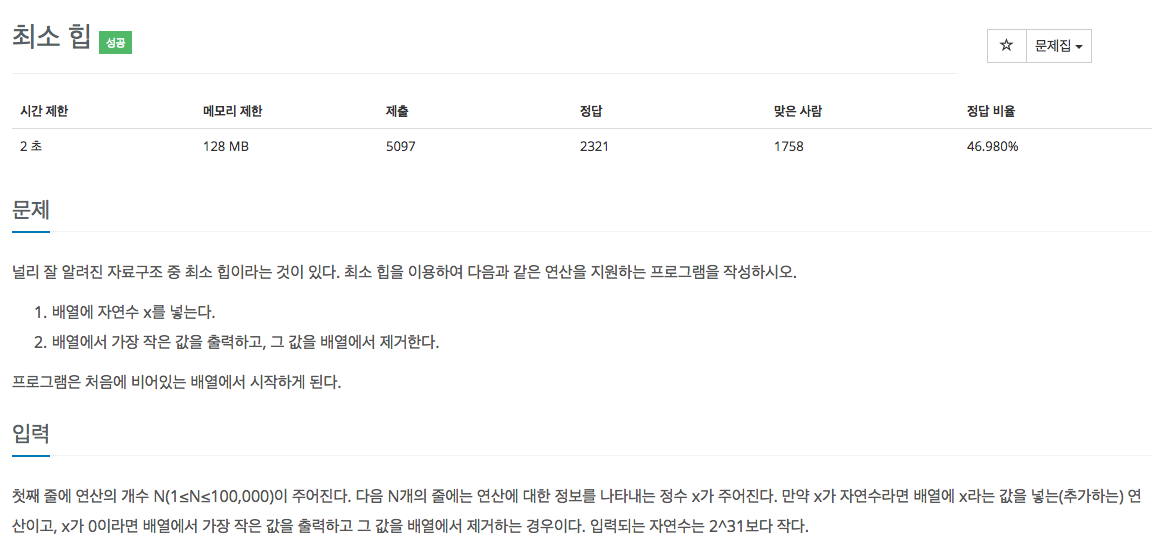 최소 힙 성공
☆ 문제집
시간 제한 메모리 제한 제출 정답 맞은 사람 정답 비율
2 초 128 MB 5097 2321 1758 46.980%
문제
널리 잘 알려진 자료구조 중 최소 힙이라는 것이 있다. 최소 힙을 이용하여 다음과 같은 연산을 지원하는 프로그램을 작성하시오.
1. 배열에 자연수 x를 넣는다.
2. 배열에서 가장 작은 값을 출력하고, 그 값을 배열에서 제거한다.
프로그램은 처음에 비어있는 배열에서 시작하게 된다.
입력
첫째 줄에 연산의 개수 N(1≤N≤100,000)이 주어진다. 다음 N개의 줄에는 연산에 대한 정보를 나타내는 정수 x가 주어진다. 만약 x가 자연수라면 배열에 x라는 값을 넣는(추가하는) 연
산이고, x가 0이라면 배열에서 가장 작은 값을 출력하고 그 값을 배열에서 제거하는 경우이다. 입력되는 자연수는 2^31보다 작다.